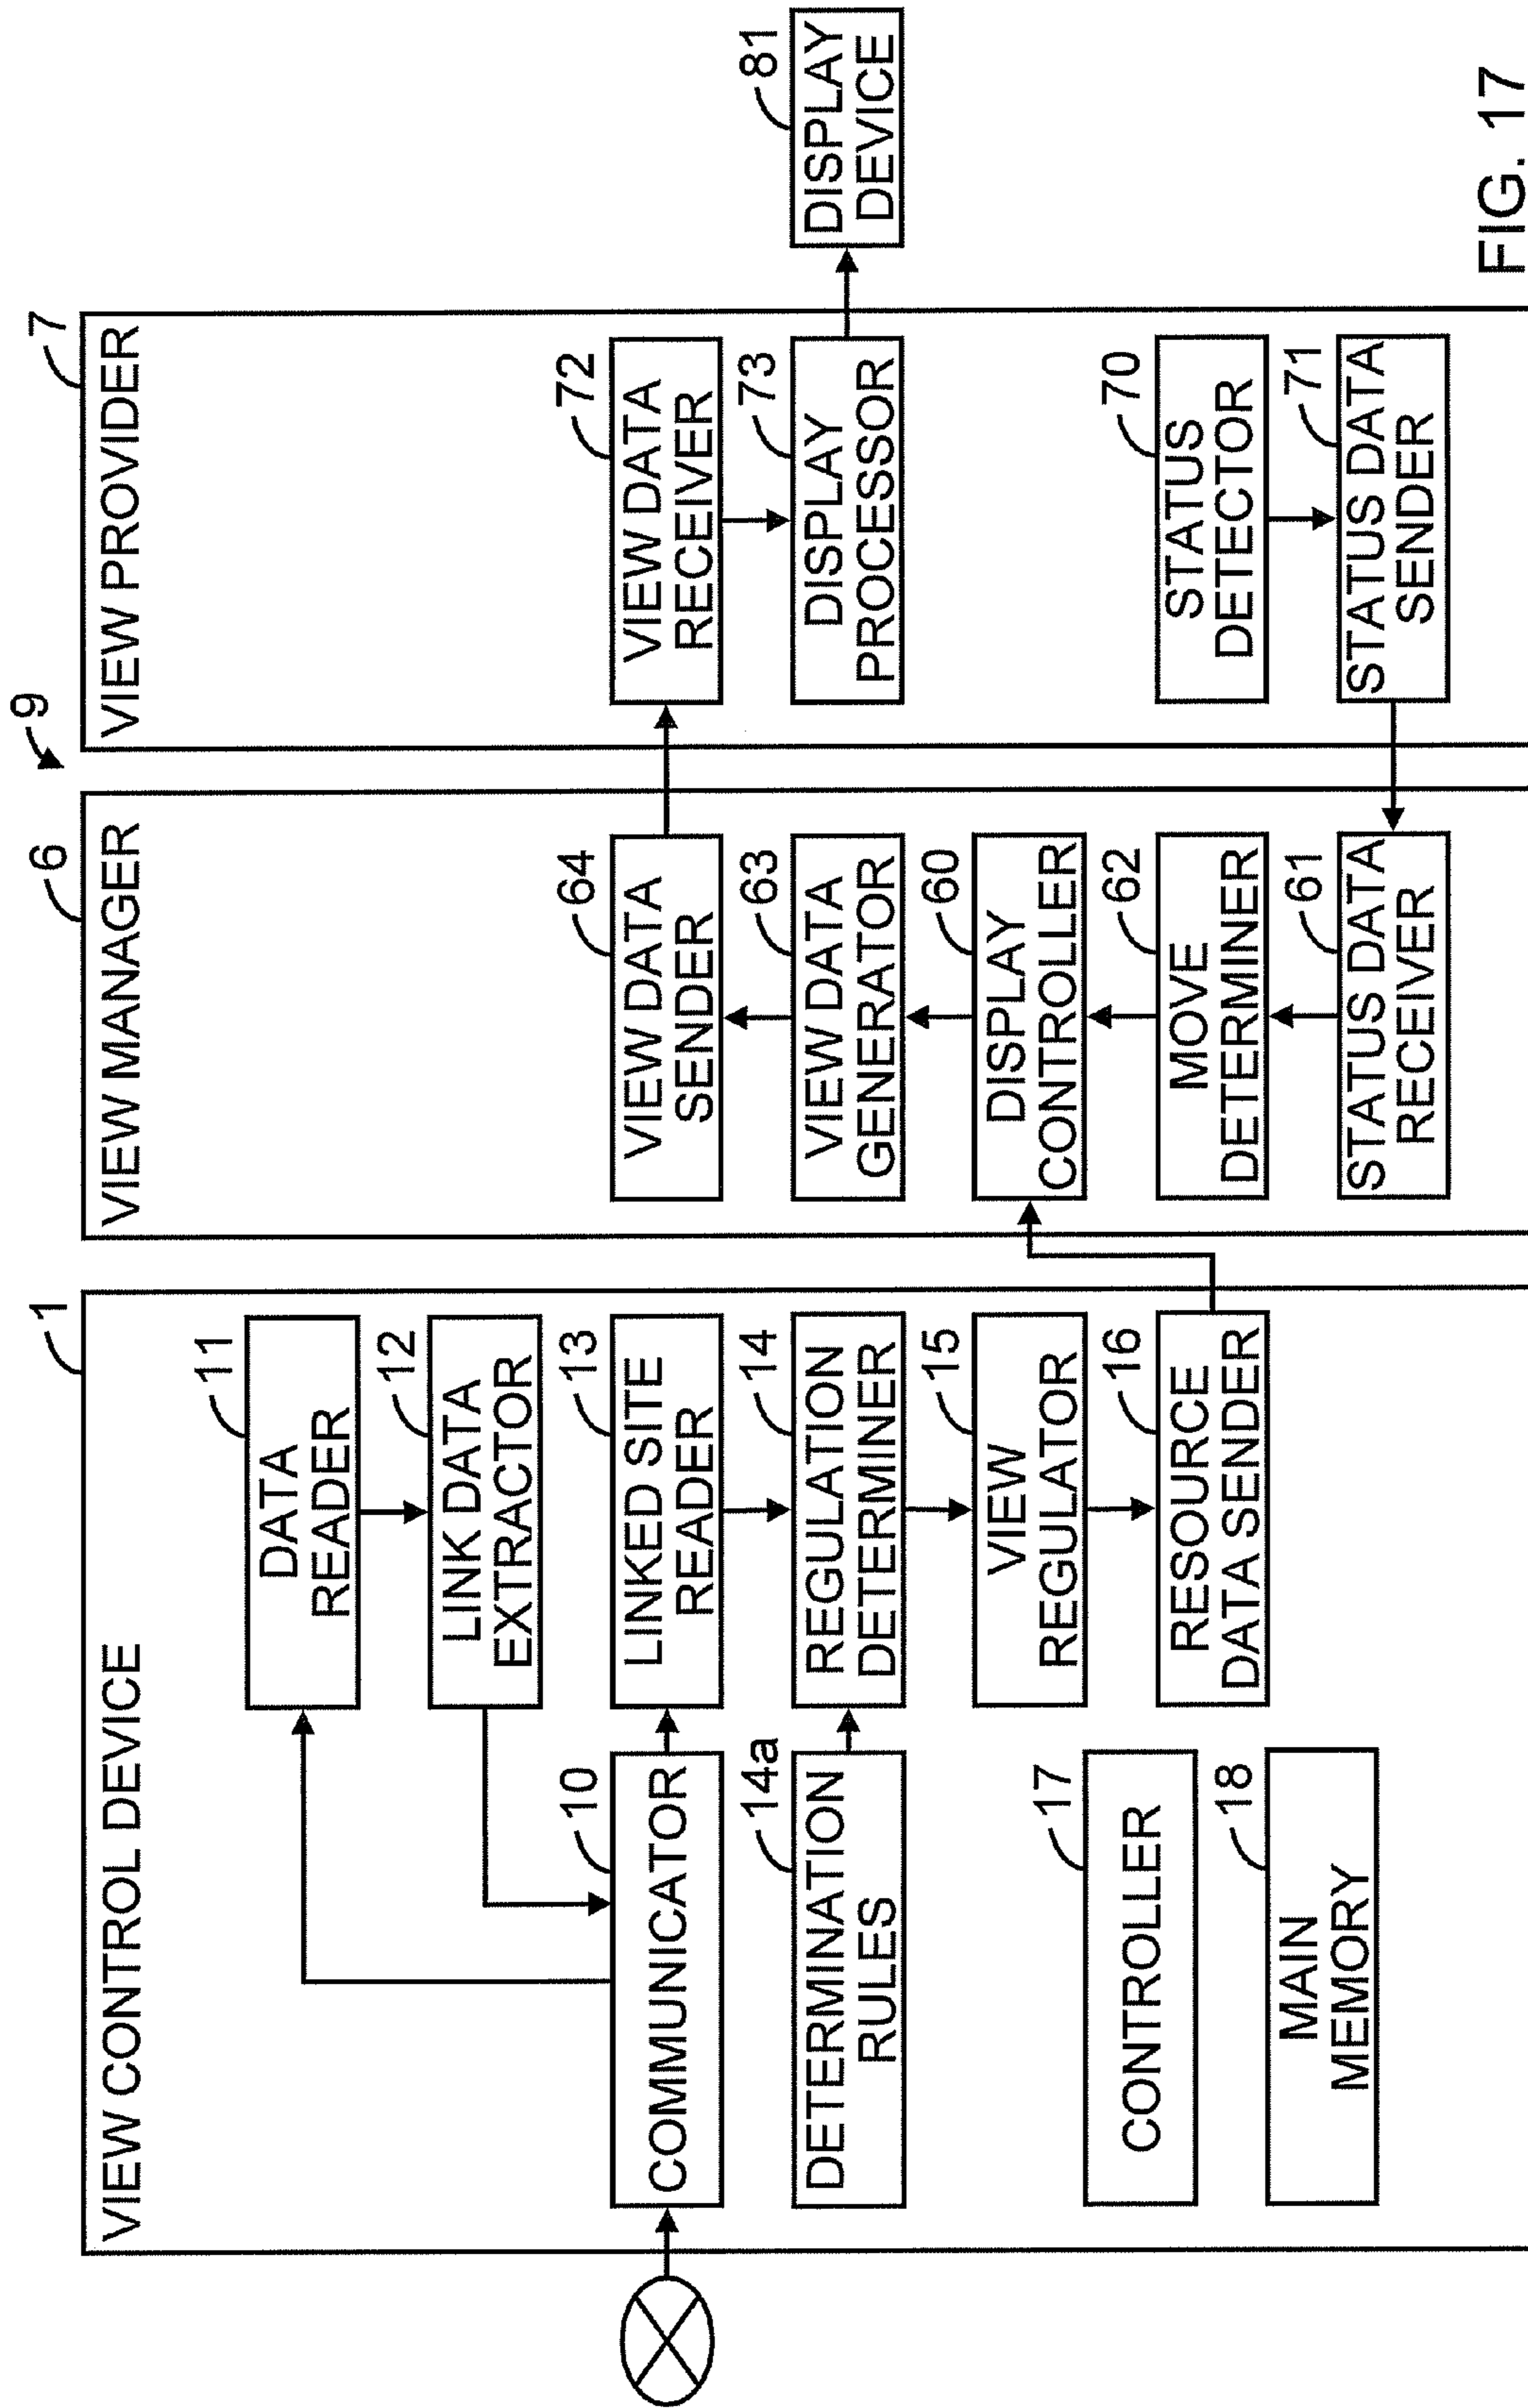 9
1
VIEW CONTROL DEVICE
11
DATA
READER
12
LINK DATA
EXTRACTOR
10
COMMUNICATOR
13
LINKED SITE
READER
14a
DETERMINATION
RULES
14
REGULATION
DETERMINER
15
VIEW
REGULATOR
17
CONTROLLER
16
RESOURCE
DATA SENDER
18
MAIN
MEMORY
6
VIEW MANAGER
64
VIEW DATA
SENDER
63
VIEW DATA
GENERATOR
60
DISPLAY
CONTROLLER
62
MOVE
DETERMINER
61
STATUS DATA
RECEIVER
7
VIEW PROVIDER
72
VIEW DATA
RECEIVER
73
DISPLAY
PROCESSOR
70
STATUS
DETECTOR
71
STATUS DATA
SENDER
81
DISPLAY
DEVICE
FIG. 17